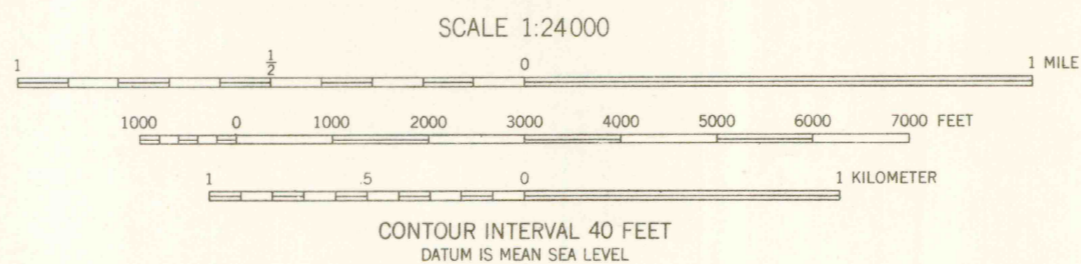 SCALE 1:24000
1 1/2 0 1 MILE
1000 0 1000 2000 3000 4000 5000 6000 7000 FEET
1 .5 0 1 KILOMETER
CONTOUR INTERVAL 40 FEET
DATUM IS MEAN SEA LEVEL